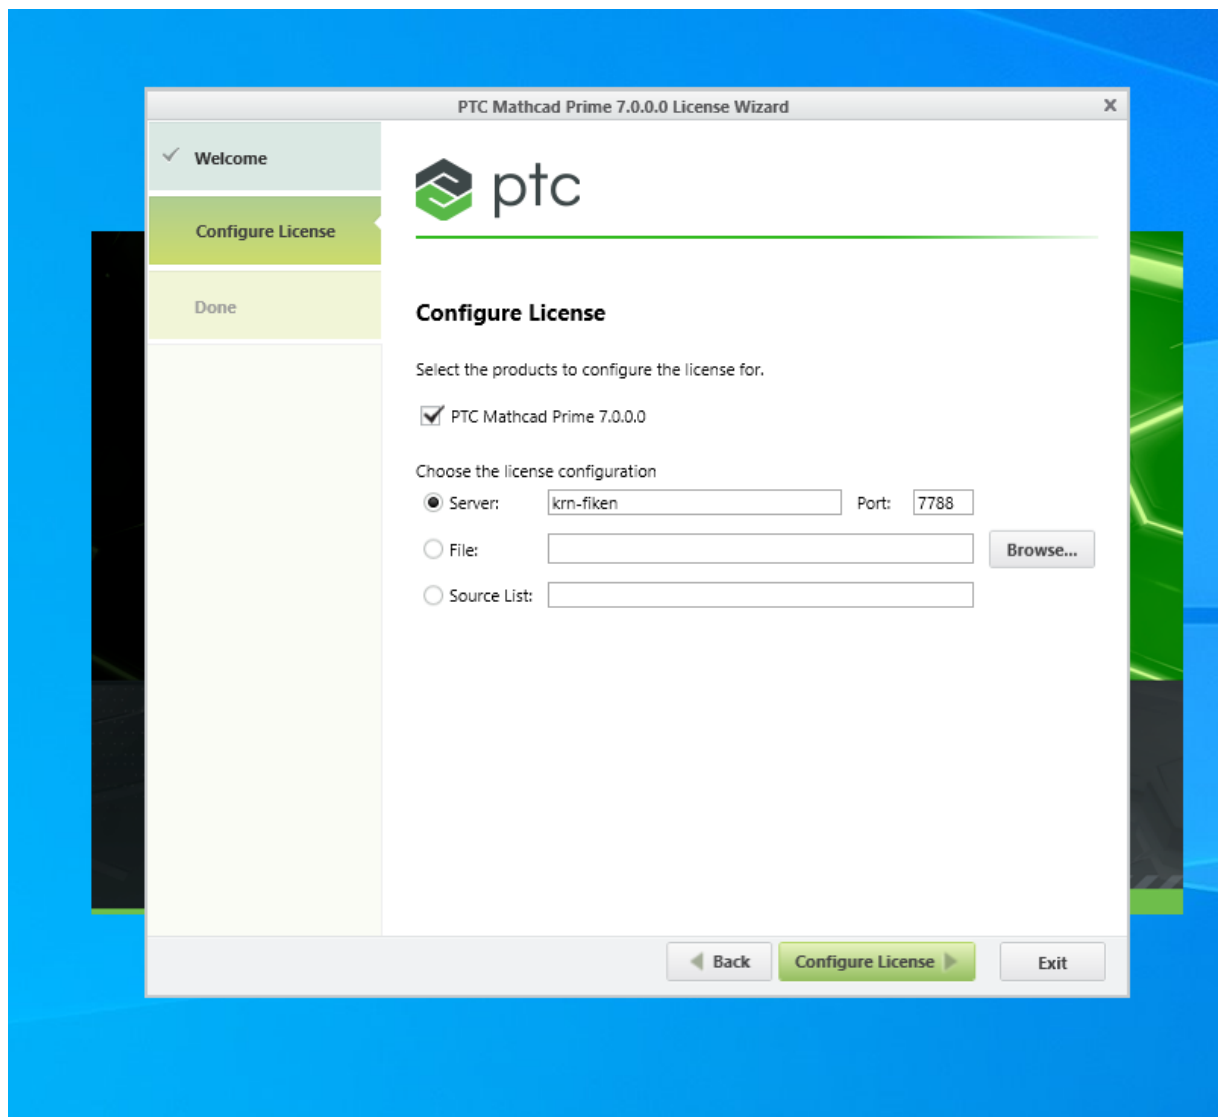 PTC Mathcad Prime 7.0.0.0 License Wizard
Welcome
Configure License
Done
ptc
Configure License
Select the products to configure the license for.
PTC Mathcad Prime 7.0.0.0
Choose the license configuration
Server: krn-fiken Port: 7788
File: Browse...
Source List:
Back Configure License Exit